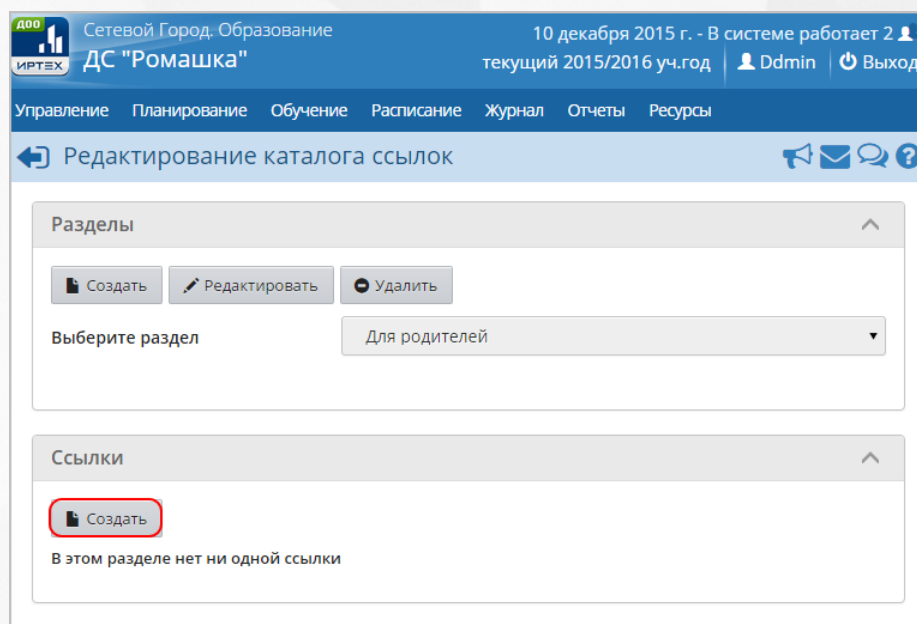 ДОО
ИРТЕХ
Сетевой Город. Образование
ДС "Ромашка"
10 декабря 2015 г. - В системе работает 2
текущий 2015/2016 уч.год Ddmin Выход
Управление Планирование Обучение Расписание Журнал Отчеты Ресурсы
Редактирование каталога ссылок
Разделы
Создать Редактировать Удалить
Выберите раздел Для родителей
Ссылки
Создать
В этом разделе нет ни одной ссылки